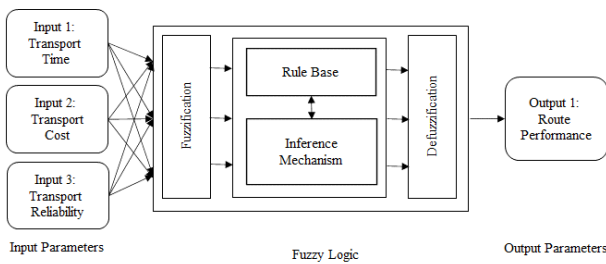 Input 1:
Transport
Time
Input 2:
Transport
Cost
Input 3:
Transport
Reliability
Input Parameters
Fuzzification
Rule Base
Inference
Mechanism
Defuzzification
Fuzzy Logic
Output 1:
Route
Performance
Output Parameters